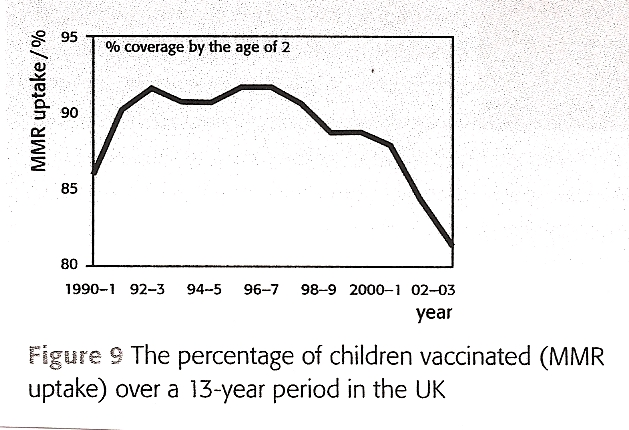 95
% coverage by the age of 2
MMR uptake/%
90
85
80
1990–1 92–3 94–5 96–7 98–9 2000–1 02–03
year
Figure 9 The percentage of children vaccinated (MMR
uptake) over a 13-year period in the UK